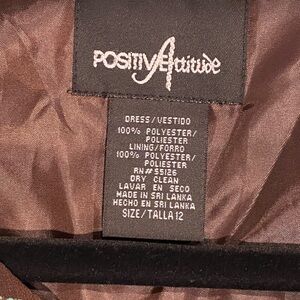 POSITIVE Attitude
DRESS/VESTIDO
100% POLYESTER/
POLIESTER
LINING/FORRO
100% POLYESTER/
POLIESTER
RN# 55126
DRY CLEAN
LAVAR EN SECO
MADE IN SRI LANKA
HECHO EN SRI LANKA
SIZE/TALLA 12